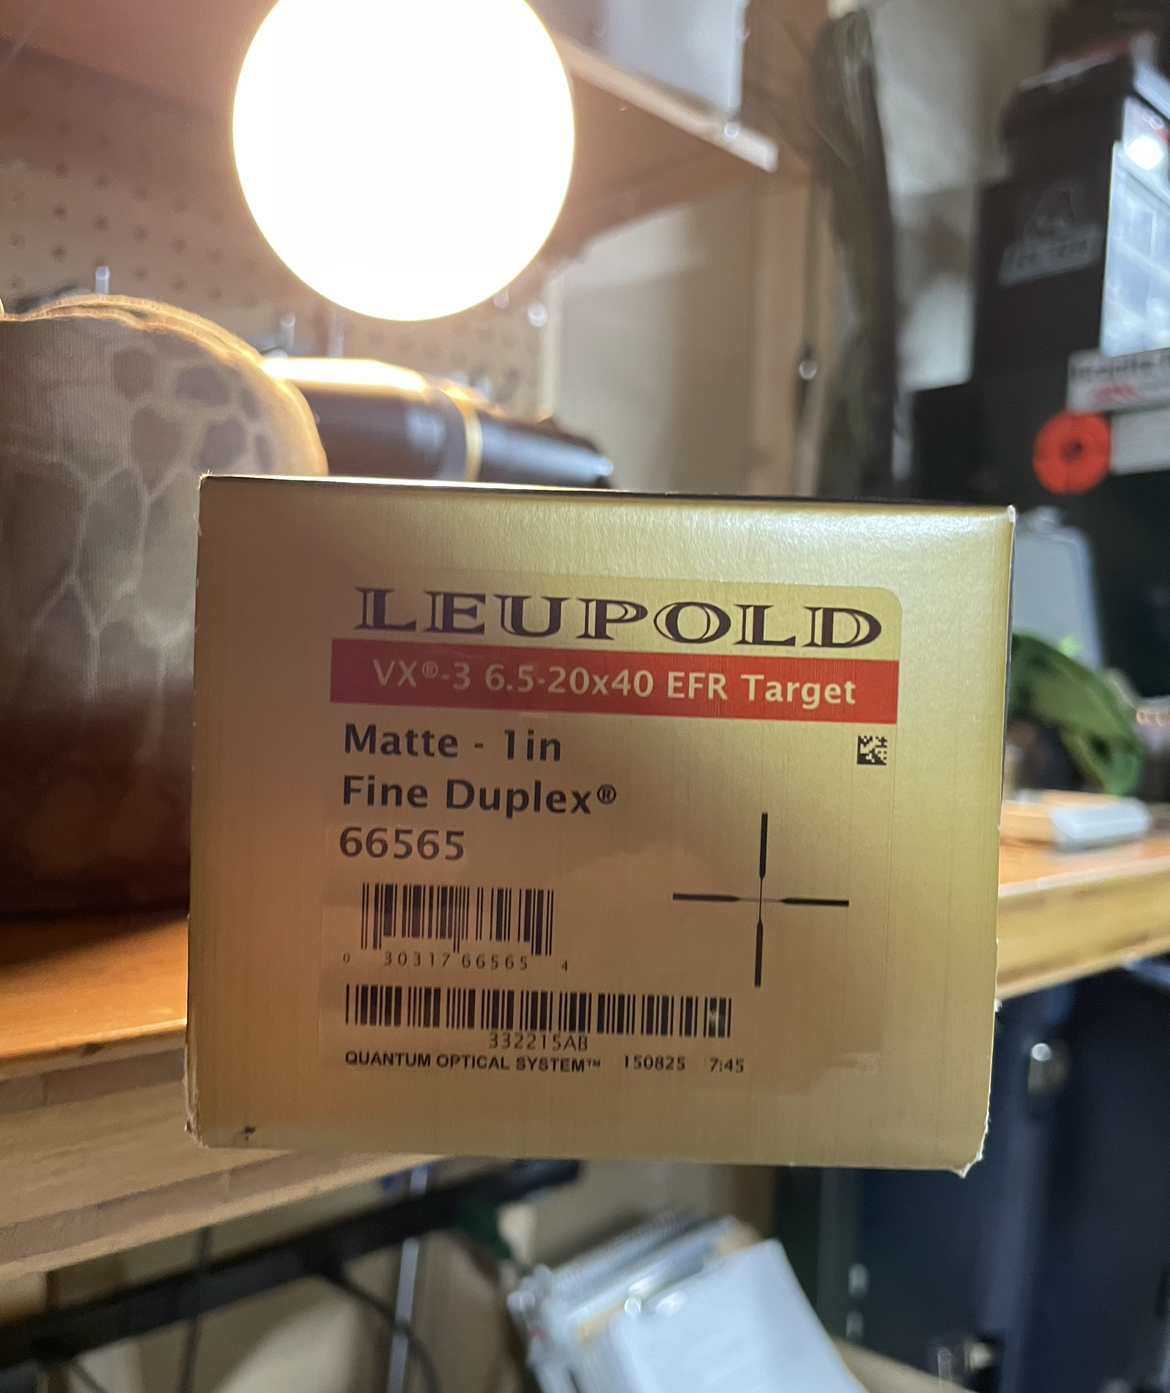 LEUPOLD
VX®-3 6.5-20x40 EFR Target
Matte - 1in
Fine Duplex®
66565
0 30317 66565 4
332215AB
QUANTUM OPTICAL SYSTEM™ 150825 7:45